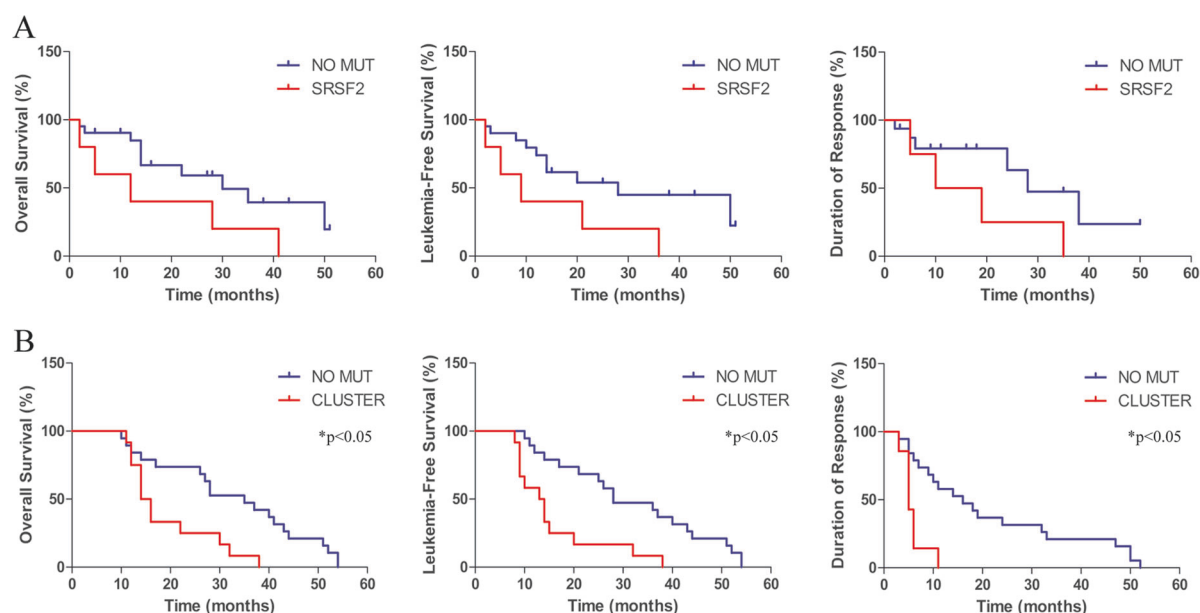 A
Overall Survival (%)
150
100
50
0
0 10 20 30 40 50 60
Time (months)
NO MUT
SRSF2
Leukemia-Free Survival (%)
150
100
50
0
0 10 20 30 40 50 60
Time (months)
NO MUT
SRSF2
Duration of Response (%)
150
100
50
0
0 10 20 30 40 50 60
Time (months)
NO MUT
SRSF2
B
Overall Survival (%)
150
100
50
0
0 10 20 30 40 50 60
Time (months)
NO MUT
CLUSTER
*p<0.05
Leukemia-Free Survival (%)
150
100
50
0
0 10 20 30 40 50 60
Time (months)
NO MUT
CLUSTER
*p<0.05
Duration of Response (%)
150
100
50
0
0 10 20 30 40 50 60
Time (months)
NO MUT
CLUSTER
*p<0.05